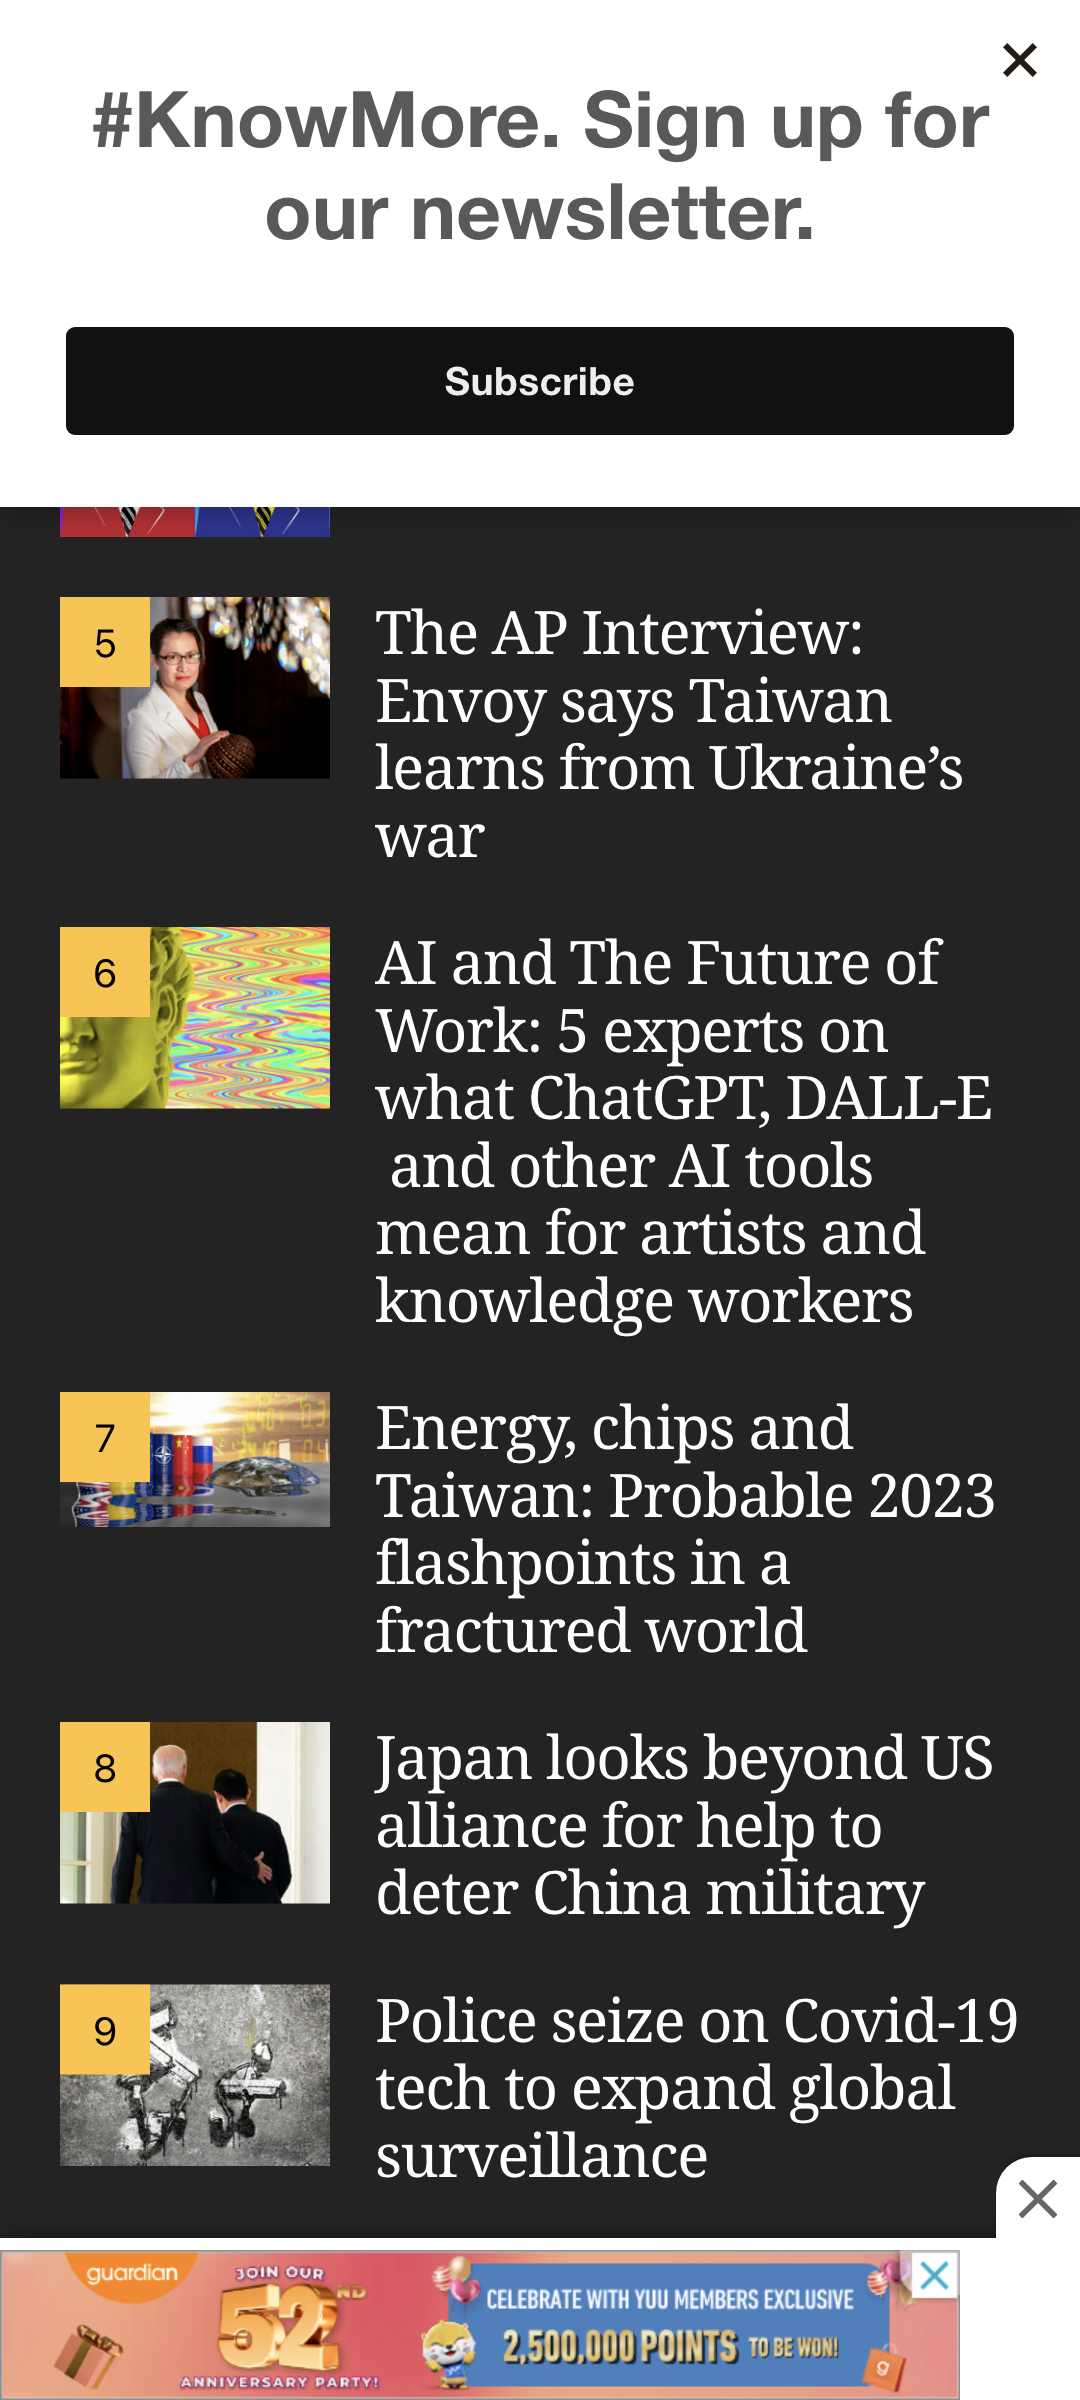 #KnowMore. Sign up for
our newsletter.
Subscribe
5
The AP Interview:
Envoy says Taiwan
learns from Ukraine’s
war
6
AI and The Future of
Work: 5 experts on
what ChatGPT, DALL-E
and other AI tools
mean for artists and
knowledge workers
7
Energy, chips and
Taiwan: Probable 2023
flashpoints in a
fractured world
8
Japan looks beyond US
alliance for help to
deter China military
9
Police seize on Covid-19
tech to expand global
surveillance
guardian
JOIN OUR
52ND
ANNIVERSARY PARTY!
CELEBRATE WITH YUU MEMBERS EXCLUSIVE
2,500,000 POINTS TO BE WON!
g